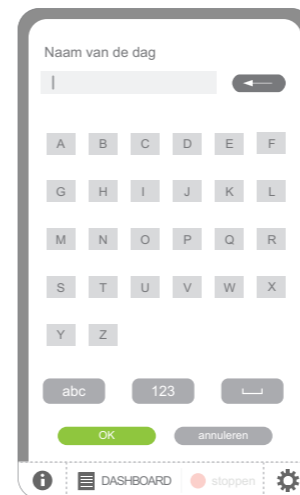 Naam van de dag
A B C D E F
G H I J K L
M N O P Q R
S T U V W X
Y Z
abc 123
OK annuleren
DASHBOARD stoppen